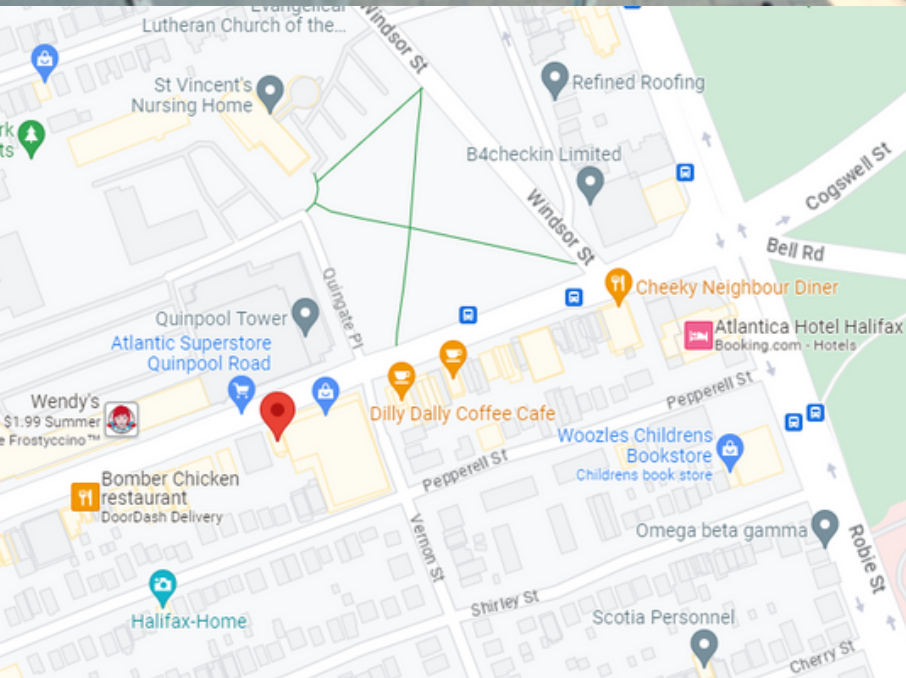 Evangelical
Lutheran Church of the...
Windsor St
St Vincent's
Nursing Home
Refined Roofing
rk
ts
B4checkin Limited
Cogswell St
Windsor St
Bell Rd
Quingate Pl
Cheeky Neighbour Diner
Quinpool Tower
Atlantic Superstore
Quinpool Road
Atlantica Hotel Halifax
Booking.com - Hotels
Wendy's
$1.99 Summer
e Frostyccino™
Dilly Dally Coffee Cafe
Pepperell St
Woozles Childrens
Bookstore
Childrens book store
Pepperell St
Bomber Chicken
restaurant
DoorDash Delivery
Vernon St
Omega beta gamma
Robie St
Halifax-Home
Shirley St
Scotia Personnel
Cherry St